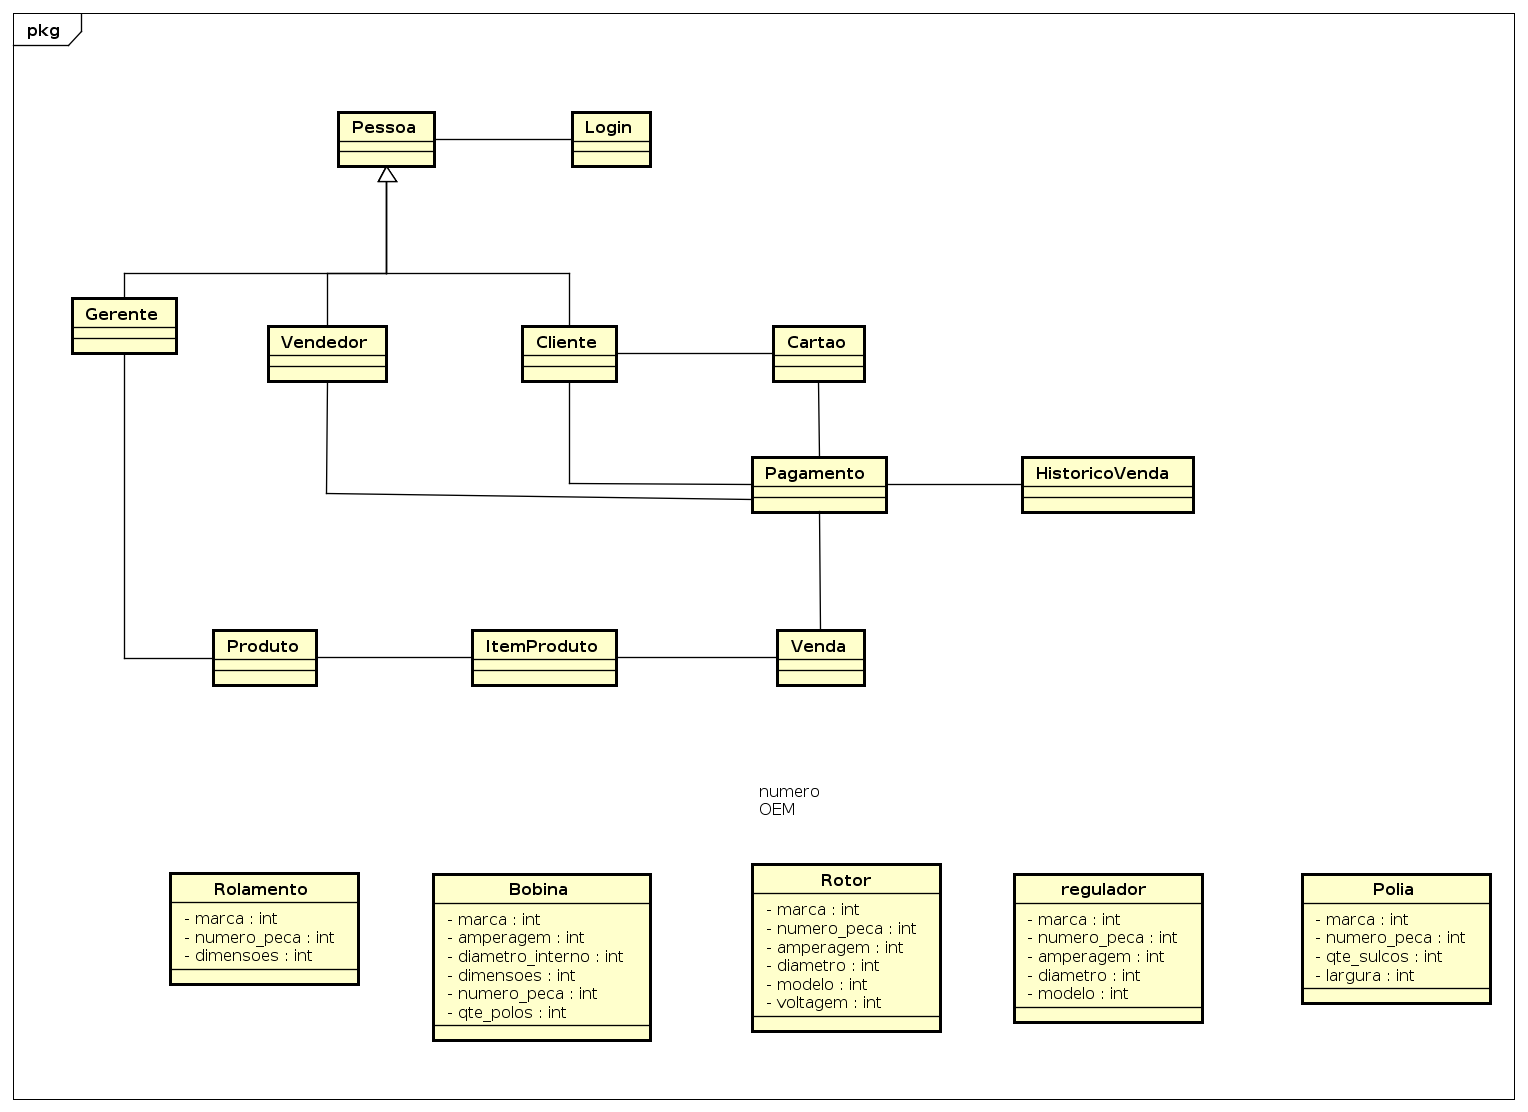 pkg
Pessoa
Login
Gerente
Vendedor
Cliente
Cartao
Pagamento
HistoricoVenda
Produto
ItemProduto
Venda
numero
OEM
Rolamento
- marca : int
- numero_peca : int
- dimensoes : int
Bobina
- marca : int
- amperagem : int
- diametro_interno : int
- dimensoes : int
- numero_peca : int
- qte_polos : int
Rotor
- marca : int
- numero_peca : int
- amperagem : int
- diametro : int
- modelo : int
- voltagem : int
regulador
- marca : int
- numero_peca : int
- amperagem : int
- diametro : int
- modelo : int
Polia
- marca : int
- numero_peca : int
- qte_sulcos : int
- largura : int